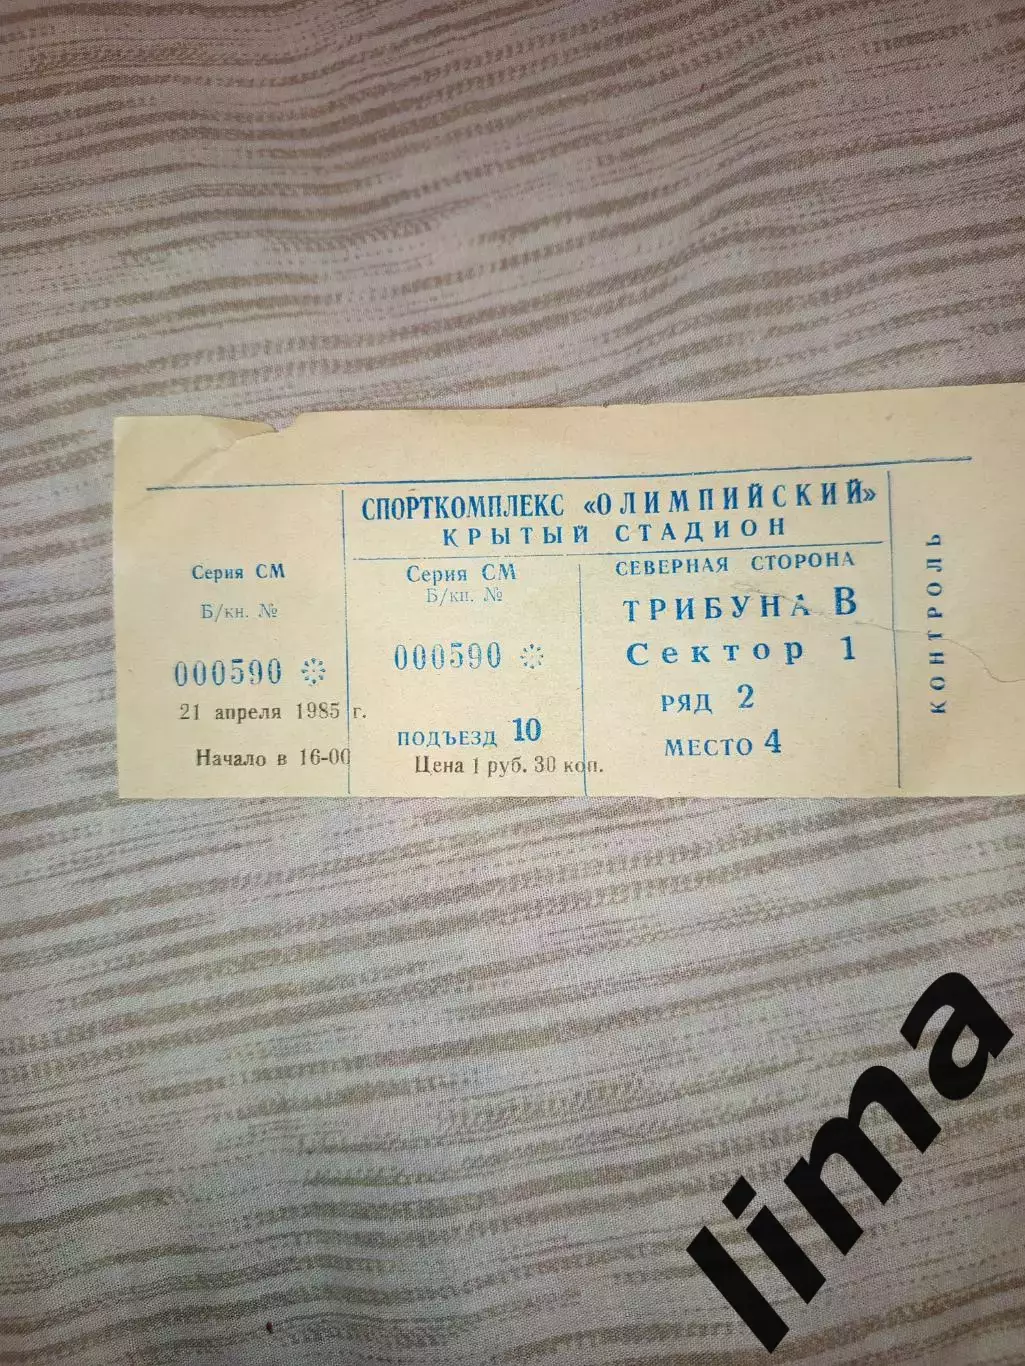 СПОРТКОМПЛЕКС «ОЛИМПИЙСКИЙ»
КРЫТЫЙ СТАДИОН
Серия СМ
Б/кн. №
000590
21 апреля 1985 г.
Начало в 16-00
Серия СМ
Б/кн. №
000590
ПОДЪЕЗД 10
Цена 1 руб. 30 коп.
СЕВЕРНАЯ СТОРОНА
ТРИБУНА В
Сектор 1
РЯД 2
МЕСТО 4
КОНТРОЛЬ
lima